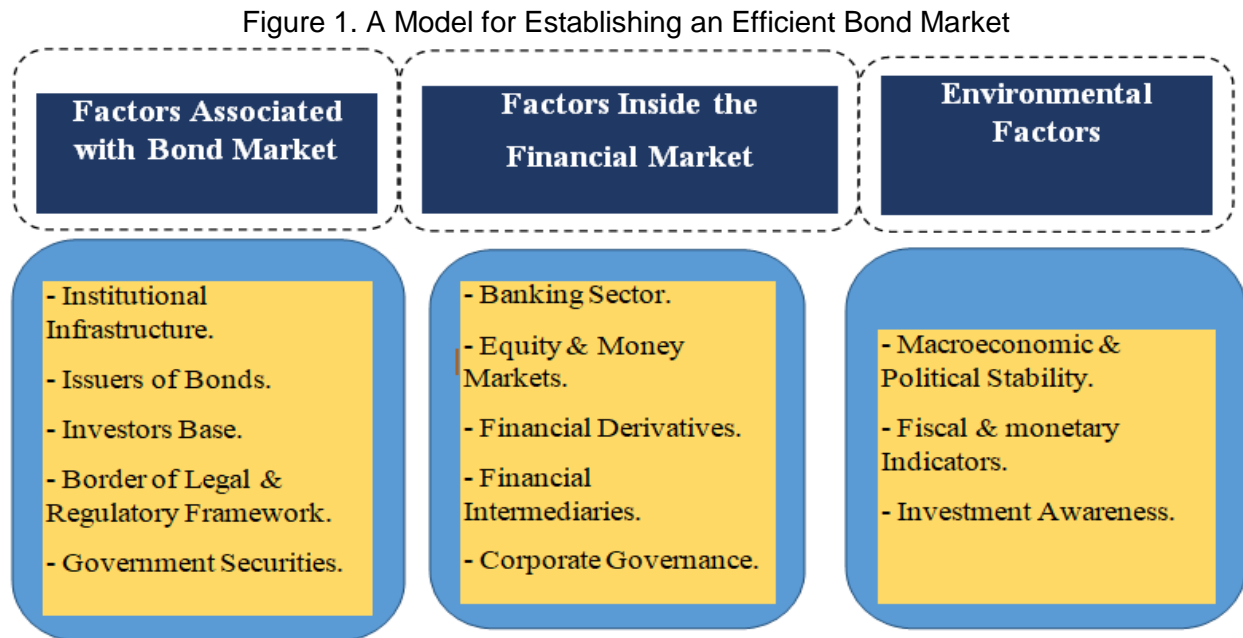 Figure 1. A Model for Establishing an Efficient Bond Market
Factors Associated
with Bond Market
Factors Inside the
Financial Market
Environmental
Factors
- Institutional
Infrastructure.
- Issuers of Bonds.
- Investors Base.
- Border of Legal &
Regulatory Framework.
- Government Securities.
- Banking Sector.
- Equity & Money
Markets.
- Financial Derivatives.
- Financial
Intermediaries.
- Corporate Governance.
- Macroeconomic &
Political Stability.
- Fiscal & monetary
Indicators.
- Investment Awareness.